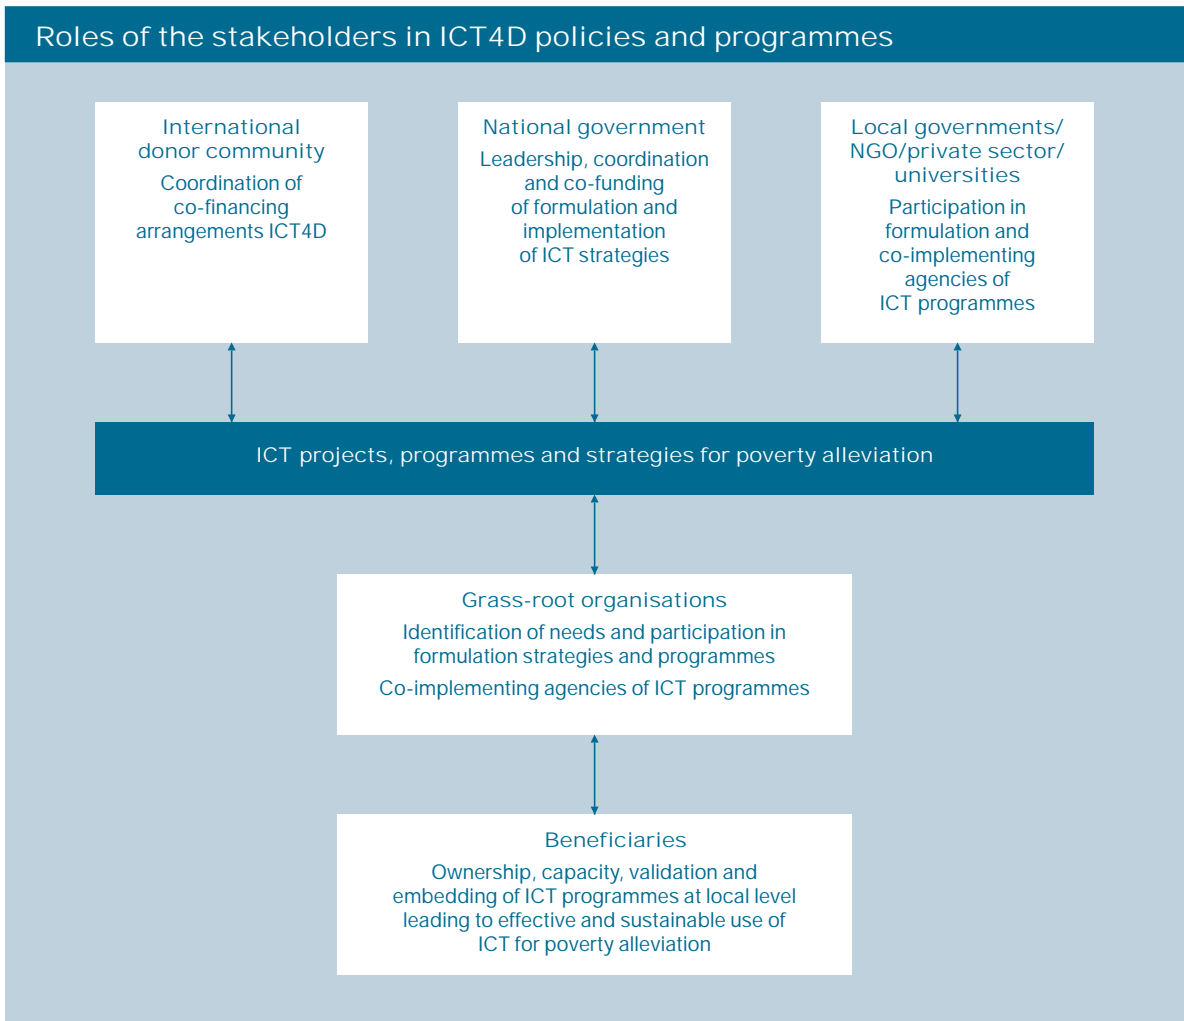 Roles of the stakeholders in ICT4D policies and programmes
International
donor community
Coordination of
co-financing
arrangements ICT4D
National government
Leadership, coordination
and co-funding
of formulation and
implementation
of ICT strategies
Local governments/
NGO/private sector/
universities
Participation in
formulation and
co-implementing
agencies of
ICT programmes
ICT projects, programmes and strategies for poverty alleviation
Grass-root organisations
Identification of needs and participation in
formulation strategies and programmes
Co-implementing agencies of ICT programmes
Beneficiaries
Ownership, capacity, validation and
embedding of ICT programmes at local level
leading to effective and sustainable use of
ICT for poverty alleviation